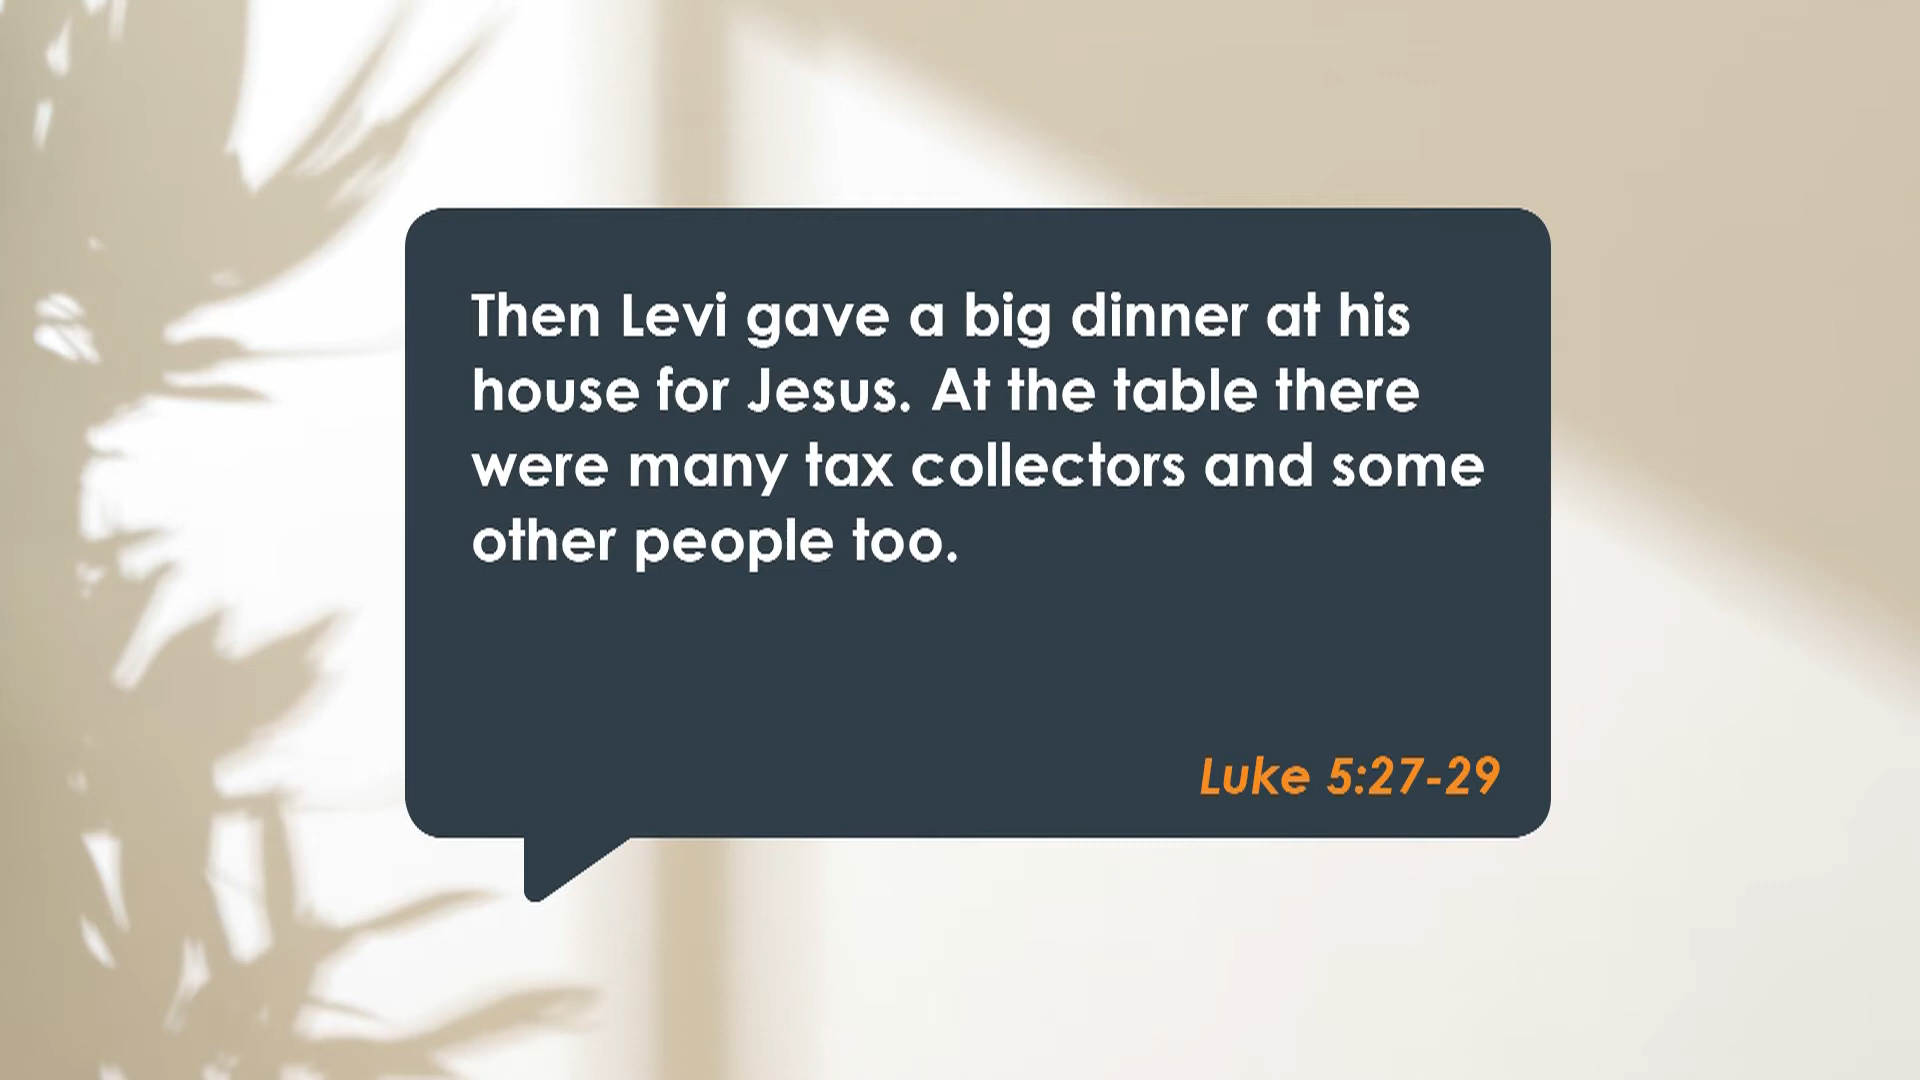 Then Levi gave a big dinner at his
house for Jesus. At the table there
were many tax collectors and some
other people too.
Luke 5:27-29